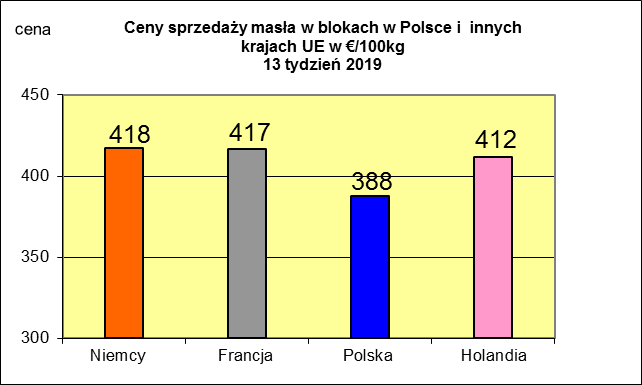 cena
Ceny sprzedaży masła w blokach w Polsce i  innych
krajach UE w €/100kg
13 tydzień 2019
450
400
350
300
418
417
388
412
Niemcy
Francja
Polska
Holandia